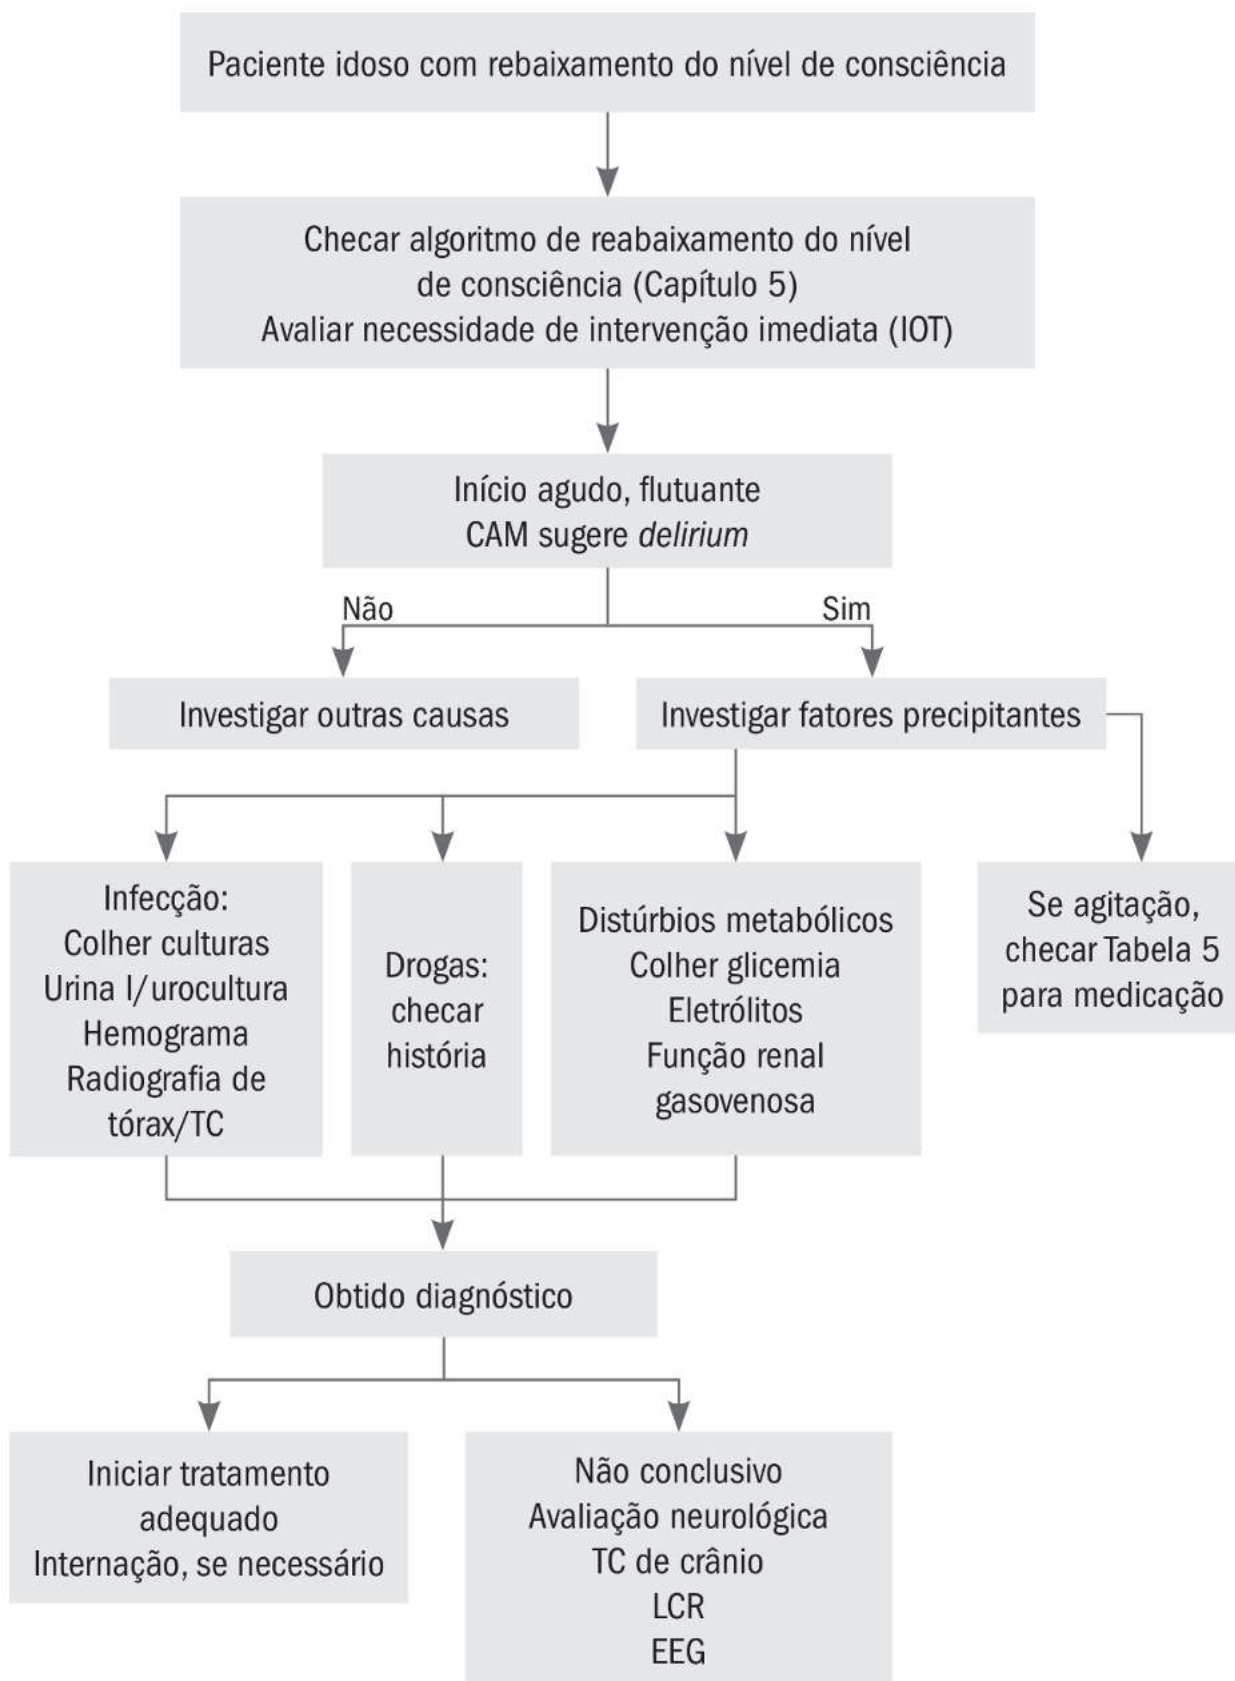 Paciente idoso com rebaixamento do nível de consciência
Checar algoritmo de reabaixamento do nível
de consciência (Capítulo 5)
Avaliar necessidade de intervenção imediata (IOT)
Início agudo, flutuante
CAM sugere delirium
Não
Sim
Investigar outras causas
Investigar fatores precipitantes
Infecção:
Colher culturas
Urina I/urocultura
Hemograma
Radiografia de
tórax/TC
Drogas:
checar
história
Distúrbios metabólicos
Colher glicemia
Eletrólitos
Função renal
gasovenosa
Se agitação,
checar Tabela 5
para medicação
Obtido diagnóstico
Iniciar tratamento
adequado
Internação, se necessário
Não conclusivo
Avaliação neurológica
TC de crânio
LCR
EEG